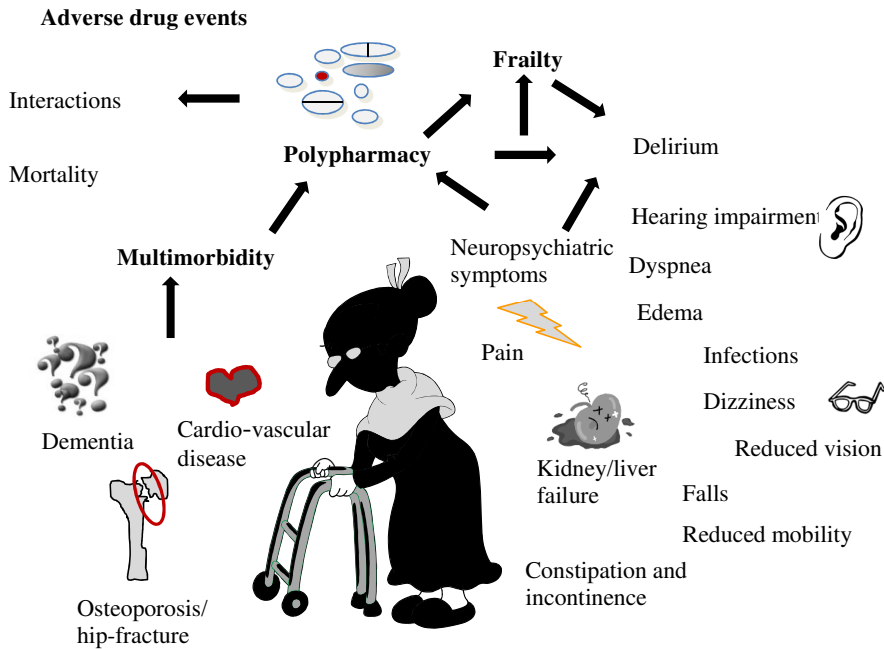 Adverse drug events
Frailty
Interactions
Polypharmacy
Delirium
Mortality
Hearing impairment
Multimorbidity
Neuropsychiatric
symptoms
Dyspnea
Edema
Pain
Infections
Dementia
Cardio-vascular
disease
Dizziness
Reduced vision
Kidney/liver
failure
Falls
Reduced mobility
Constipation and
incontinence
Osteoporosis/
hip-fracture